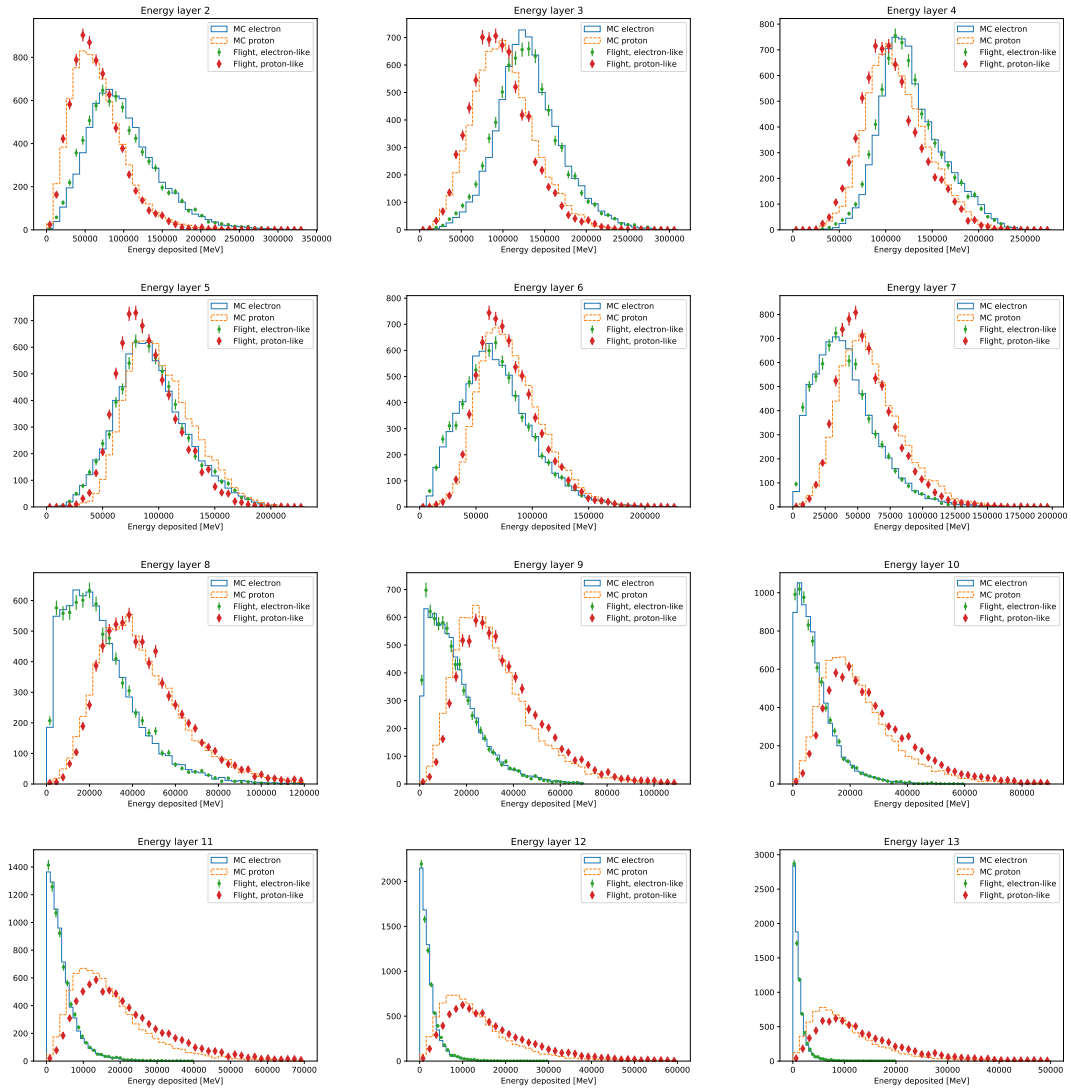 Energy layer 2
MC electron
MC proton
Flight, electron-like
Flight, proton-like
800
600
400
200
0
0 50000 100000 150000 200000 250000 300000 350000
Energy deposited [MeV]
Energy layer 3
MC electron
MC proton
Flight, electron-like
Flight, proton-like
700
600
500
400
300
200
100
0
0 50000 100000 150000 200000 250000 300000
Energy deposited [MeV]
Energy layer 4
MC electron
MC proton
Flight, electron-like
Flight, proton-like
800
700
600
500
400
300
200
100
0
0 50000 100000 150000 200000 250000
Energy deposited [MeV]
Energy layer 5
MC electron
MC proton
Flight, electron-like
Flight, proton-like
700
600
500
400
300
200
100
0
0 50000 100000 150000 200000
Energy deposited [MeV]
Energy layer 6
MC electron
MC proton
Flight, electron-like
Flight, proton-like
800
700
600
500
400
300
200
100
0
0 50000 100000 150000 200000
Energy deposited [MeV]
Energy layer 7
MC electron
MC proton
Flight, electron-like
Flight, proton-like
800
700
600
500
400
300
200
100
0
0 25000 50000 75000 100000 125000 150000 175000 200000
Energy deposited [MeV]
Energy layer 8
MC electron
MC proton
Flight, electron-like
Flight, proton-like
600
500
400
300
200
100
0
0 20000 40000 60000 80000 100000 120000
Energy deposited [MeV]
Energy layer 9
MC electron
MC proton
Flight, electron-like
Flight, proton-like
700
600
500
400
300
200
100
0
0 20000 40000 60000 80000 100000
Energy deposited [MeV]
Energy layer 10
MC electron
MC proton
Flight, electron-like
Flight, proton-like
1000
800
600
400
200
0
0 20000 40000 60000 80000
Energy deposited [MeV]
Energy layer 11
MC electron
MC proton
Flight, electron-like
Flight, proton-like
1400
1200
1000
800
600
400
200
0
0 10000 20000 30000 40000 50000 60000 70000
Energy deposited [MeV]
Energy layer 12
MC electron
MC proton
Flight, electron-like
Flight, proton-like
2000
1500
1000
500
0
0 10000 20000 30000 40000 50000 60000
Energy deposited [MeV]
Energy layer 13
MC electron
MC proton
Flight, electron-like
Flight, proton-like
3000
2500
2000
1500
1000
500
0
0 10000 20000 30000 40000 50000
Energy deposited [MeV]